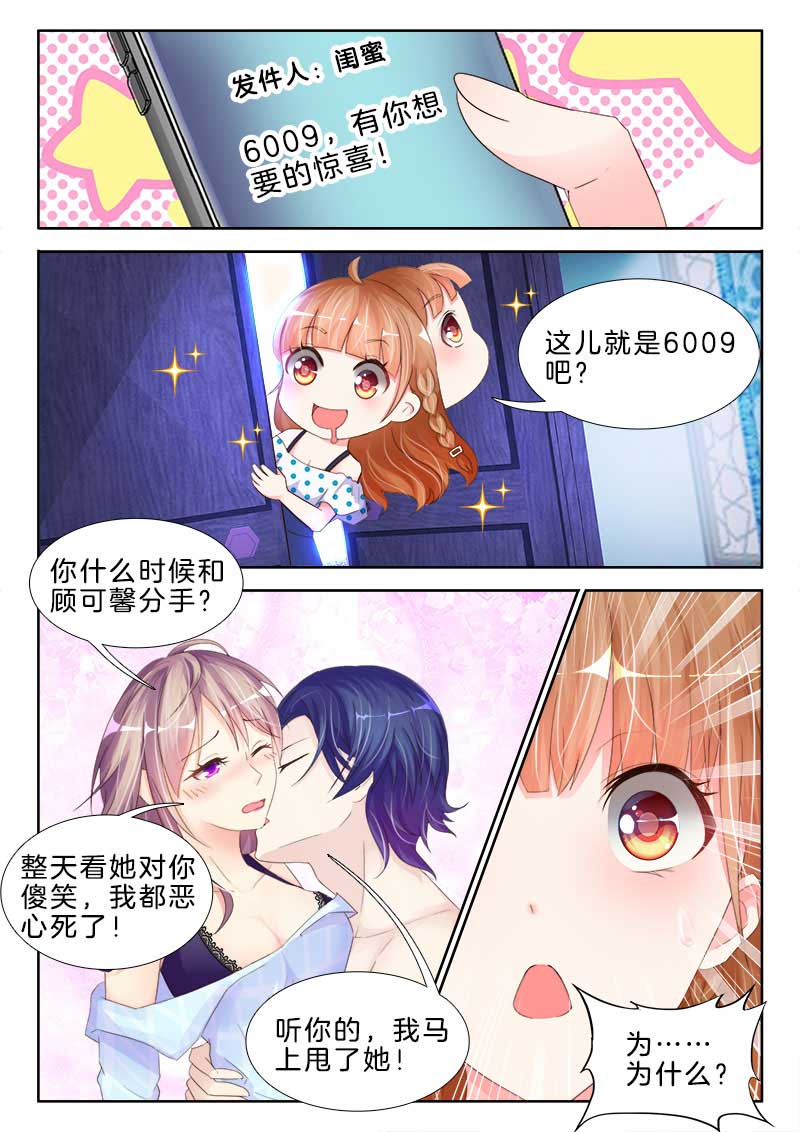 发件人：闺蜜
6009，有你想
要的惊喜！
这儿就是6009
吧？
你什么时候和
顾可馨分手？
整天看她对你
傻笑，我都恶
心死了！
听你的，我马
上甩了她！
为……
为什么？